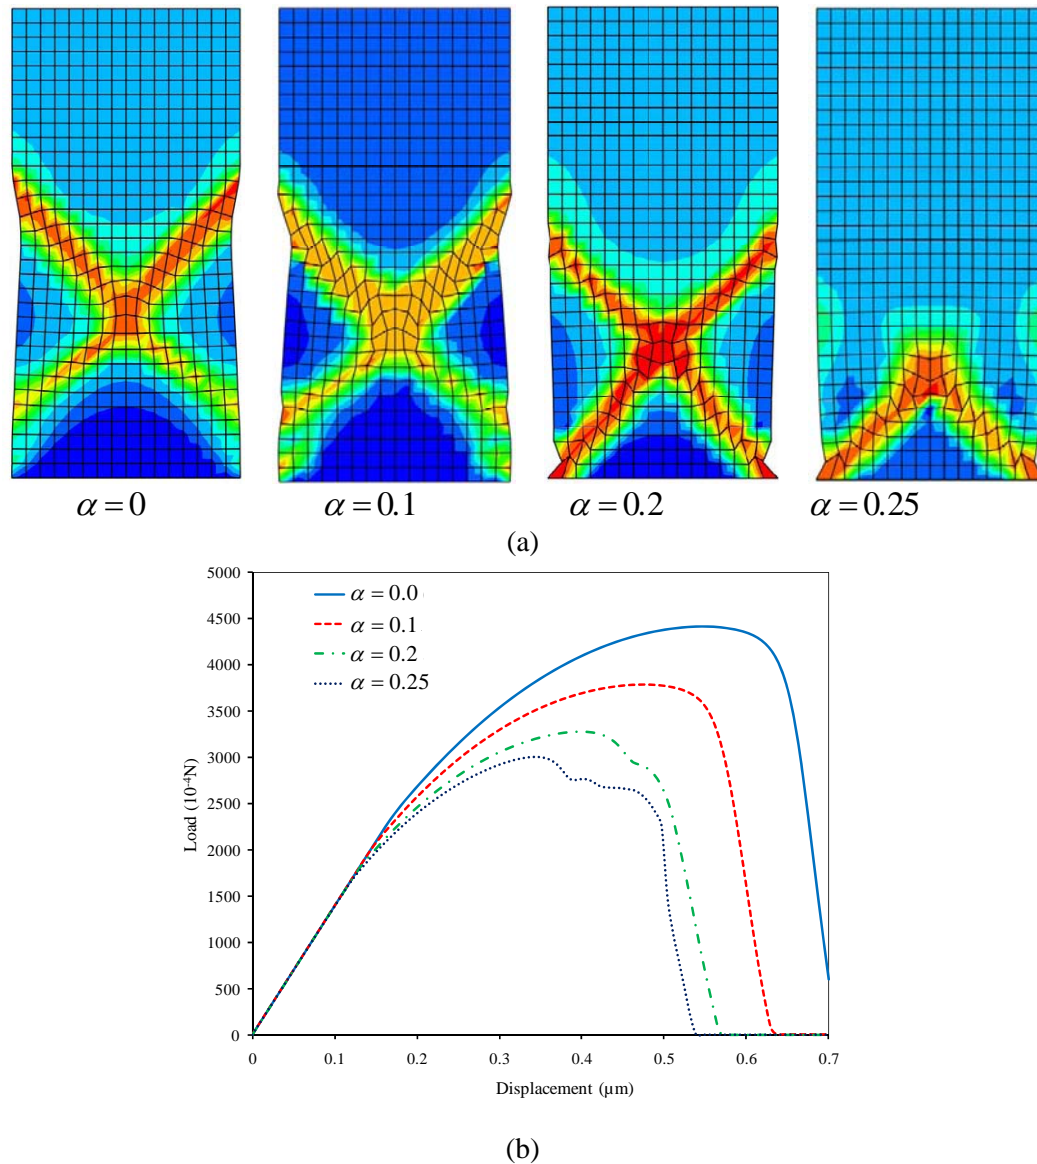 α = 0 α = 0.1 α = 0.2 α = 0.25
(a)
5000
4500
4000
3500
3000
2500
2000
1500
1000
500
0
Load (10⁻⁴N)
α = 0.0
α = 0.1
α = 0.2
α = 0.25
0 0.1 0.2 0.3 0.4 0.5 0.6 0.7
Displacement (µm)
(b)